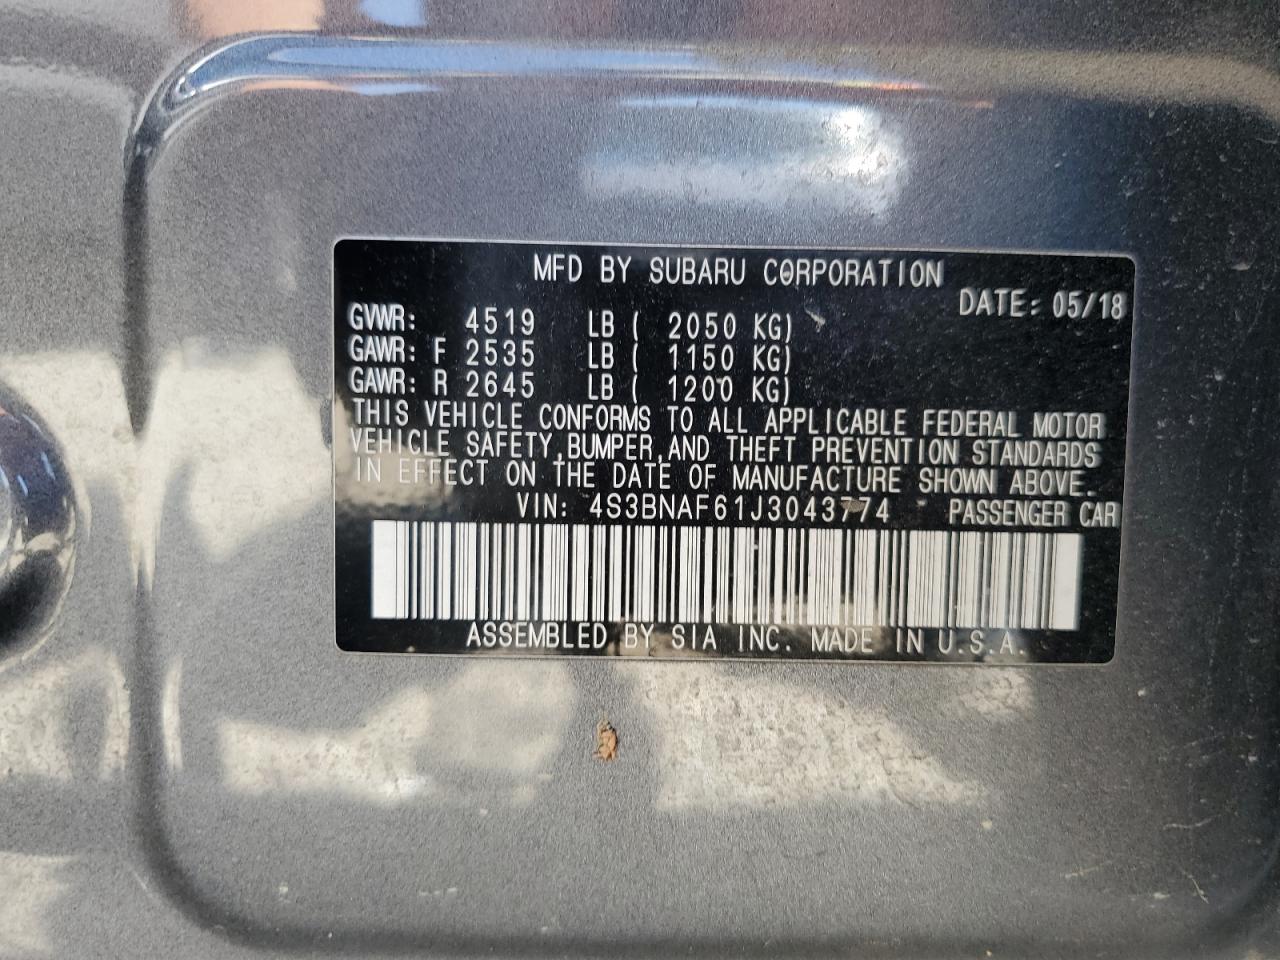 MFD BY SUBARU CORPORATION
DATE: 05/18
GVWR: 4519 LB ( 2050 KG)
GAWR: F 2535 LB ( 1150 KG)
GAWR: R 2645 LB ( 1200 KG)
THIS VEHICLE CONFORMS TO ALL APPLICABLE FEDERAL MOTOR
VEHICLE SAFETY,BUMPER,AND THEFT PREVENTION STANDARDS
IN EFFECT ON THE DATE OF MANUFACTURE SHOWN ABOVE.
VIN: 4S3BNAF61J3043774 PASSENGER CAR
ASSEMBLED BY SIA INC. MADE IN U.S.A.